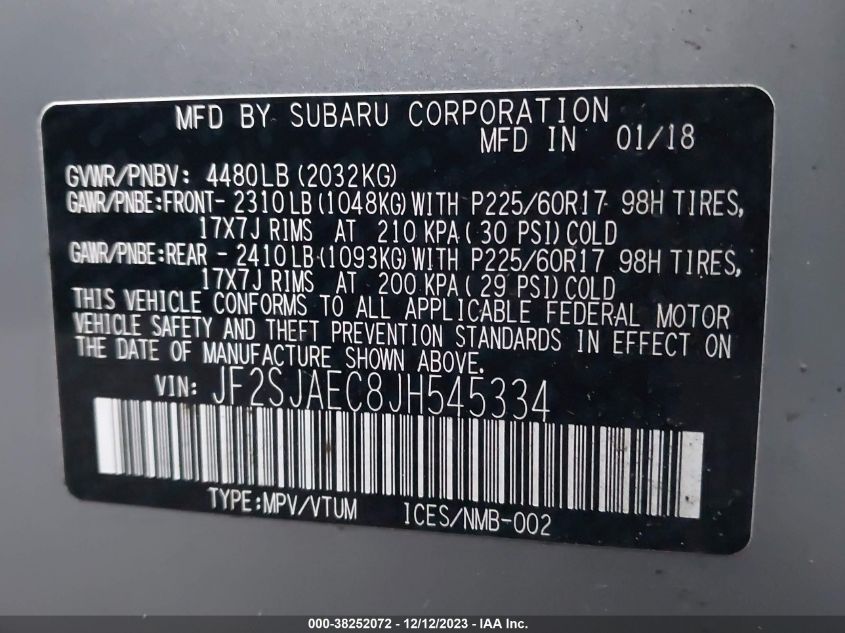 MFD BY SUBARU CORPORATION
MFD IN 01/18
GVWR/PNBV: 4480LB (2032KG)
GAWR/PNBE:FRONT- 2310LB (1048KG) WITH P225/60R17 98H TIRES,
17X7J RIMS AT 210 KPA (30 PSI) COLD
GAWR/PNBE:REAR - 2410LB (1093KG) WITH P225/60R17 98H TIRES,
17X7J RIMS AT 200 KPA (29 PSI) COLD
THIS VEHICLE CONFORMS TO ALL APPLICABLE FEDERAL MOTOR
VEHICLE SAFETY AND THEFT PREVENTION STANDARDS IN EFFECT ON
THE DATE OF MANUFACTURE SHOWN ABOVE.
VIN: JF2SJAEC8JH545334
TYPE:MPV/VTUM ICES/NMB-002
000-38252072 - 12/12/2023 - IAA Inc.